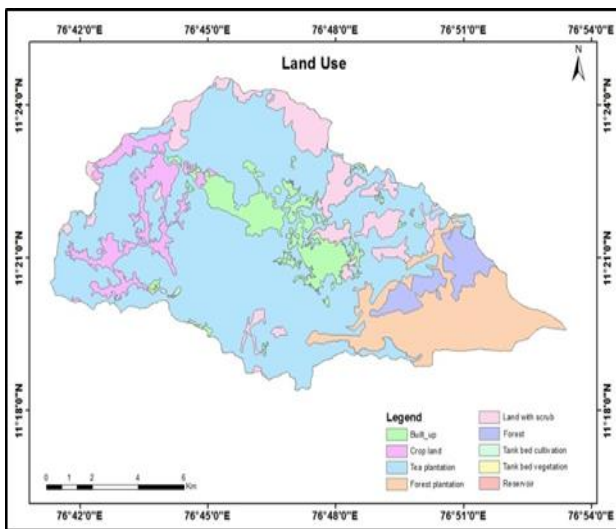 76°42'0"E 76°45'0"E 76°48'0"E 76°51'0"E 76°54'0"E
Land Use
N
11°24'0"N 11°24'0"N
11°21'0"N 11°21'0"N
11°18'0"N 11°18'0"N
Legend
Built_up
Crop land
Tea plantation
Forest plantation
Land with scrub
Forest
Tank bed cultivation
Tank bed vegetation
Reservoir
0 1 2 4 6
Km
76°42'0"E 76°45'0"E 76°48'0"E 76°51'0"E 76°54'0"E